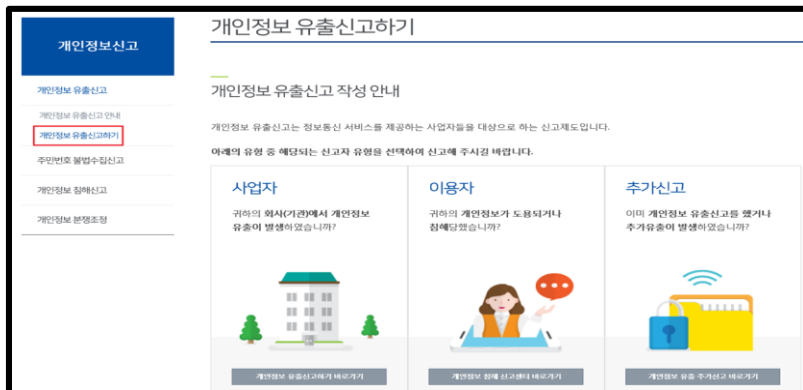 개인정보신고
개인정보 유출신고
개인정보 유출신고 안내
개인정보 유출신고하기
주민번호 불법수집신고
개인정보 침해신고
개인정보 분쟁조정
개인정보 유출신고하기
개인정보 유출신고 작성 안내
개인정보 유출신고는 정보통신 서비스를 제공하는 사업자들을 대상으로 하는 신고제도입니다.
아래의 유형 중 해당되는 신고자 유형을 선택하여 신고해 주시길 바랍니다.
사업자
귀하의 회사(기관)에서 개인정보
유출이 발생하였습니까?
개인정보 유출신고하기 바로가기
이용자
귀하의 개인정보가 도용되거나
침해당했습니까?
개인정보 침해 신고센터 바로가기
추가신고
이미 개인정보 유출신고를 했거나
추가유출이 발생하였습니까?
개인정보 유출 추가신고 바로가기